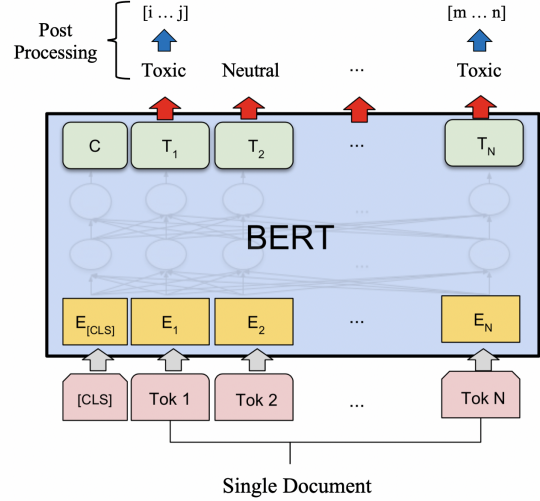 Post
Processing
[i ... j]
[m ... n]
Toxic
Neutral
...
Toxic
C
T1
T2
...
TN
...
BERT
...
E[CLS]
E1
E2
...
EN
[CLS]
Tok 1
Tok 2
...
Tok N
Single Document